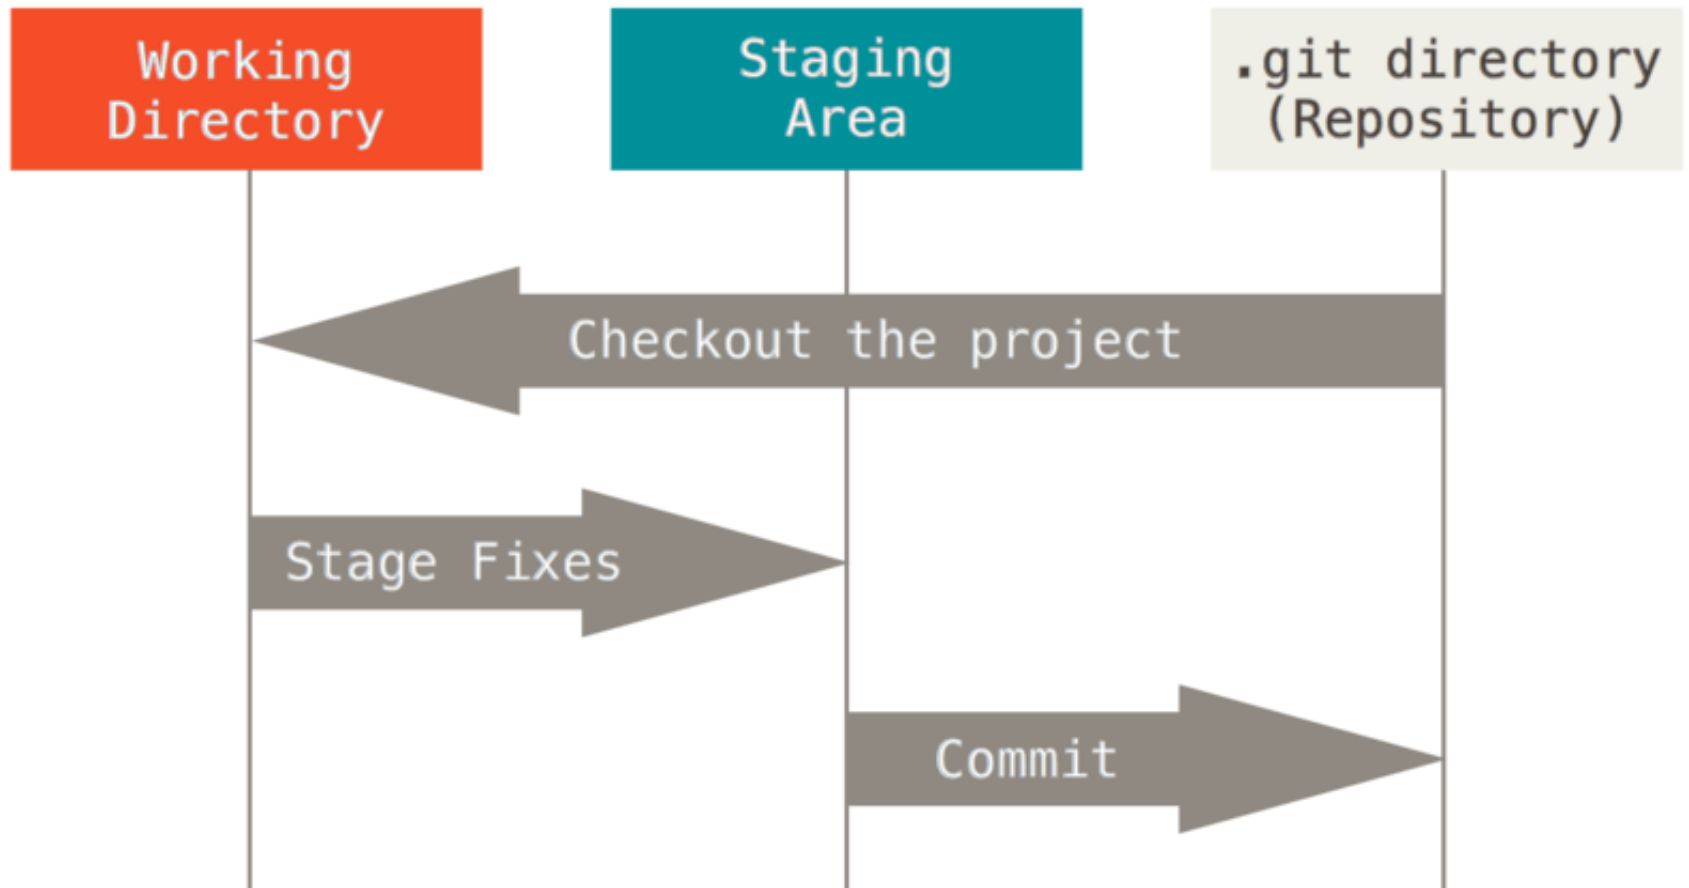 Working
Directory
Staging
Area
.git directory
(Repository)
Checkout the project
Stage Fixes
Commit